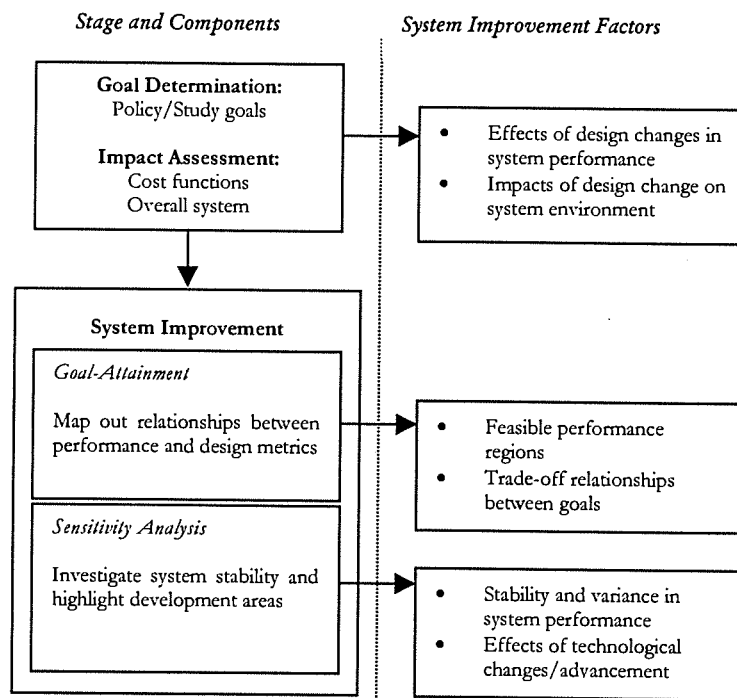 Stage and Components
System Improvement Factors
Goal Determination:
Policy/Study goals
Impact Assessment:
Cost functions
Overall system
• Effects of design changes in
system performance
• Impacts of design change on
system environment
System Improvement
Goal-Attainment
Map out relationships between
performance and design metrics
• Feasible performance
regions
• Trade-off relationships
between goals
Sensitivity Analysis
Investigate system stability and
highlight development areas
• Stability and variance in
system performance
• Effects of technological
changes/advancement